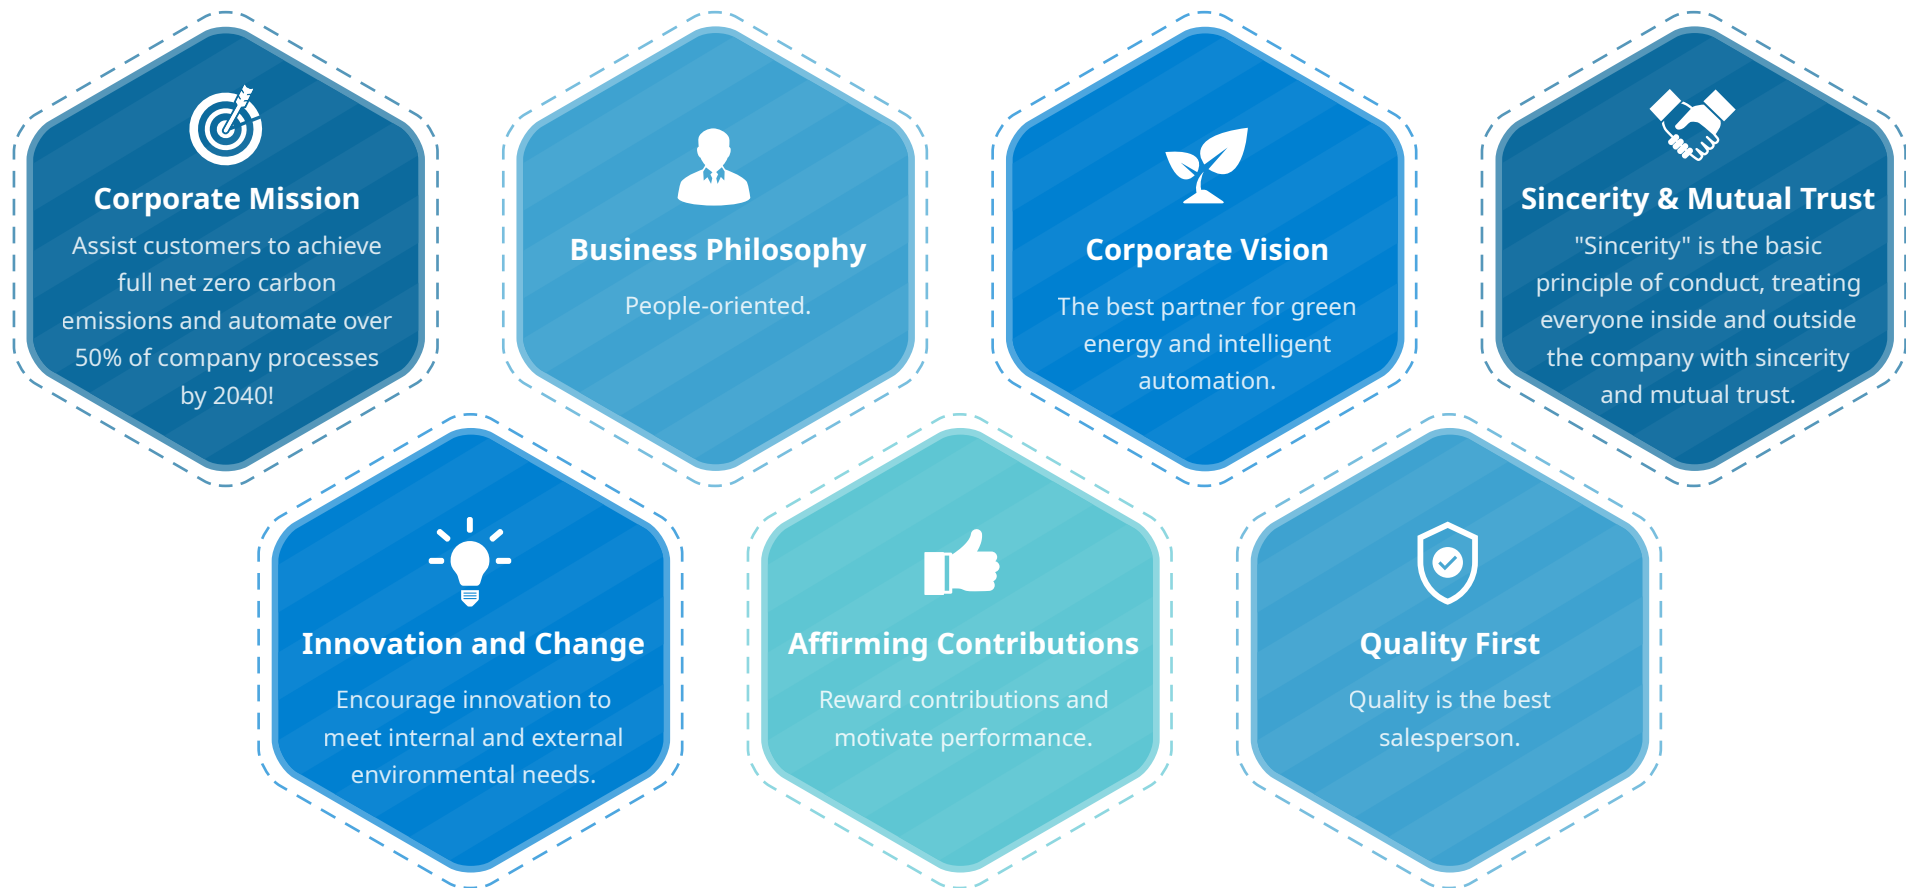 Corporate Mission
Assist customers to achieve
full net zero carbon
emissions and automate over
50% of company processes
by 2040!
Business Philosophy
People-oriented.
Corporate Vision
The best partner for green
energy and intelligent
automation.
Sincerity & Mutual Trust
"Sincerity" is the basic
principle of conduct, treating
everyone inside and outside
the company with sincerity
and mutual trust.
Innovation and Change
Encourage innovation to
meet internal and external
environmental needs.
Affirming Contributions
Reward contributions and
motivate performance.
Quality First
Quality is the best
salesperson.